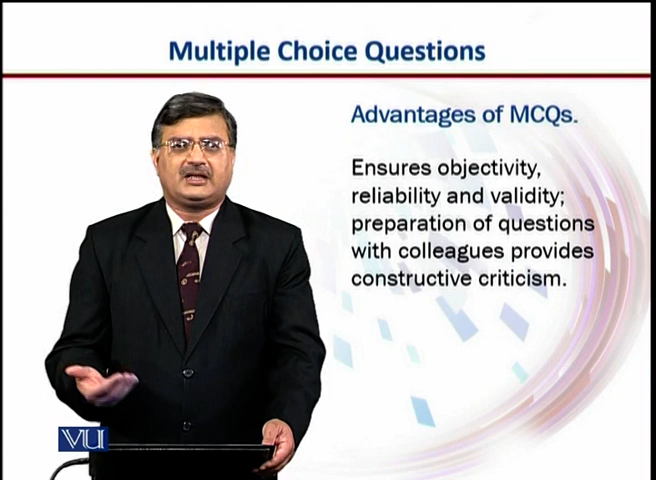 Multiple Choice Questions
Advantages of MCQs.
Ensures objectivity,
reliability and validity;
preparation of questions
with colleagues provides
constructive criticism.
VU